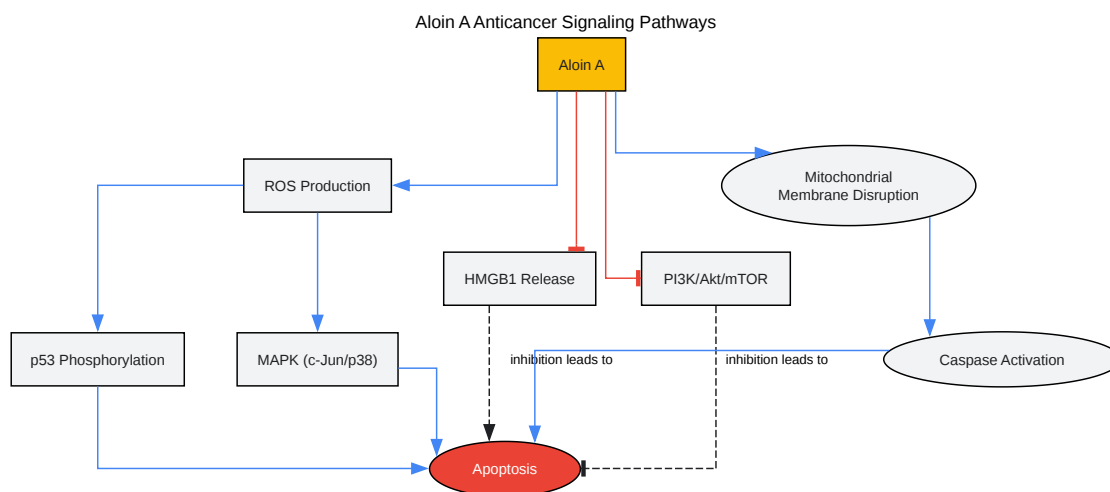 Aloin A Anticancer Signaling Pathways
Aloin A
ROS Production
Mitochondrial
Membrane Disruption
HMGB1 Release
PI3K/Akt/mTOR
p53 Phosphorylation
MAPK (c-Jun/p38)
inhibition leads to
inhibition leads to
Caspase Activation
Apoptosis